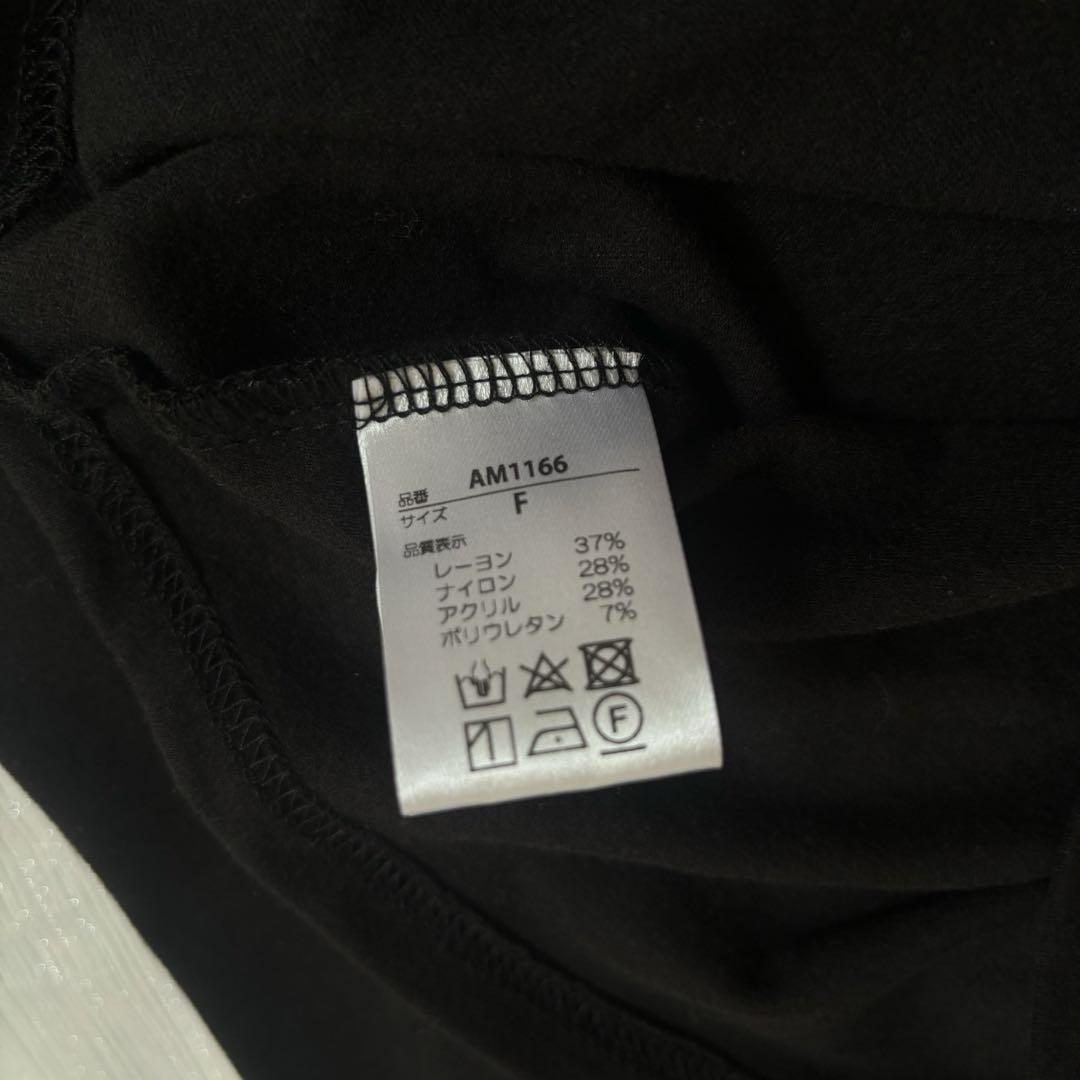 品番 AM1166
サイズ F
品質表示
レーヨン 37%
ナイロン 28%
アクリル 28%
ポリウレタン 7%
F